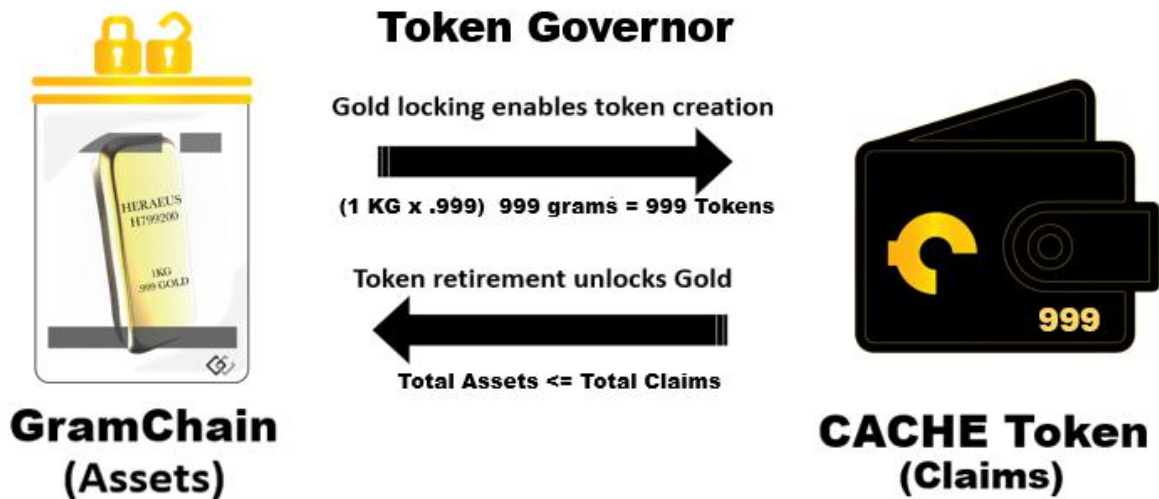 Token Governor
Gold locking enables token creation
(1 KG x .999) 999 grams = 999 Tokens
Token retirement unlocks Gold
Total Assets <= Total Claims
HERAEUS
H799200
1KG
.999 GOLD
GramChain
(Assets)
999
CACHE Token
(Claims)